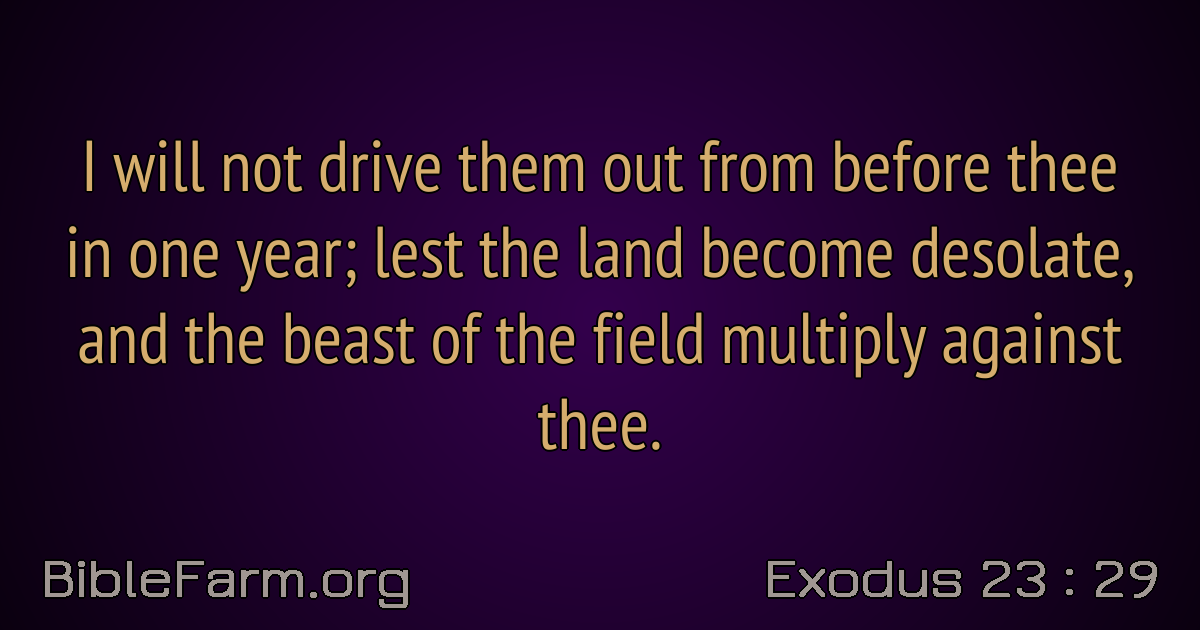 I will not drive them out from before thee
in one year; lest the land become desolate,
and the beast of the field multiply against
thee.
BibleFarm.org
Exodus 23 : 29